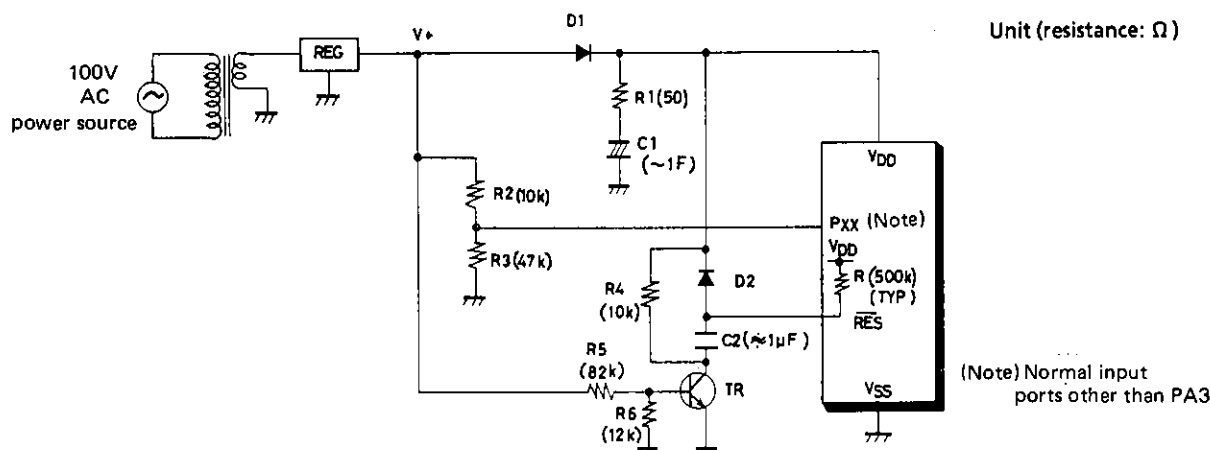 Unit (resistance: Ω)
D1
V+
REG
100V
AC
power source
R1(50)
C1
(~1F)
VDD
R2(10k)
PXX (Note)
VDD
R3(47k)
R4
(10k)
D2
R (500k)
(TYP)
RES
C2(≈1μF)
R5
(82k)
TR
R6
(12k)
VSS
(Note) Normal input
ports other than PA3